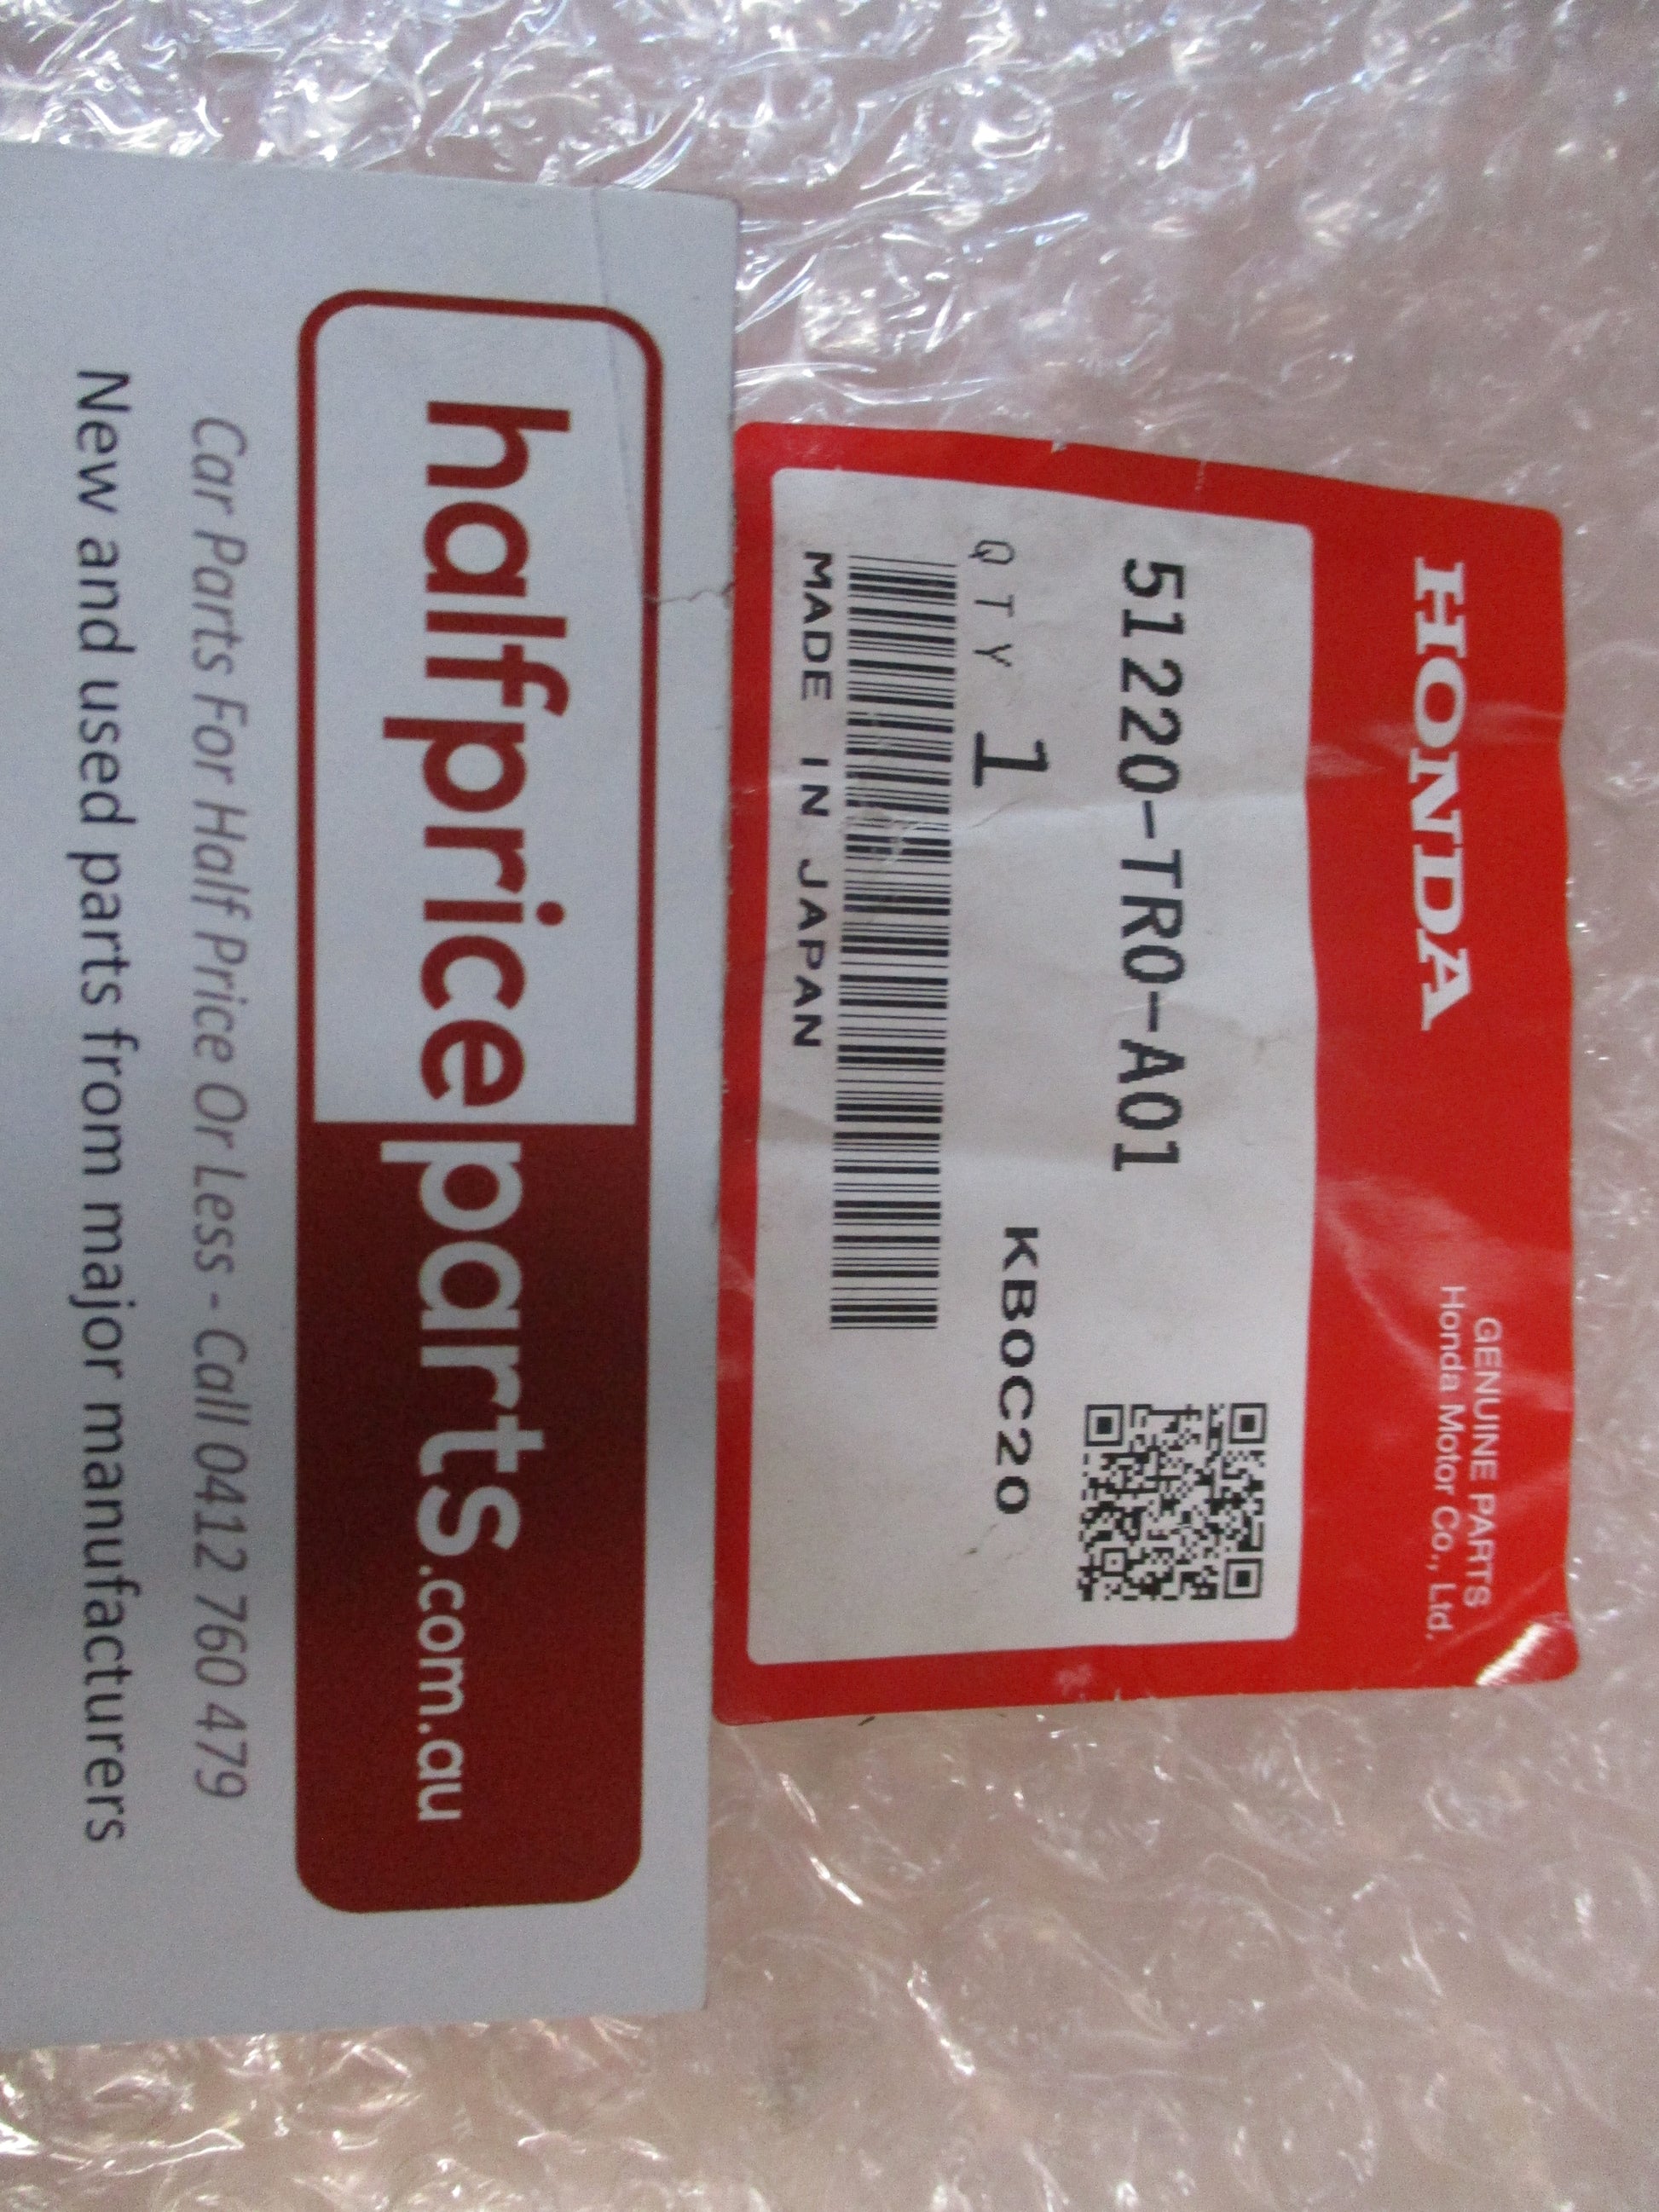 HONDA
GENUINE PARTS
Honda Motor Co., Ltd.
51220-TR0-A01
QTY 1
KB0C20
MADE IN JAPAN
halfpriceparts.com.au
Car Parts For Half Price Or Less - Call 0412 760 479
New and used parts from major manufacturers